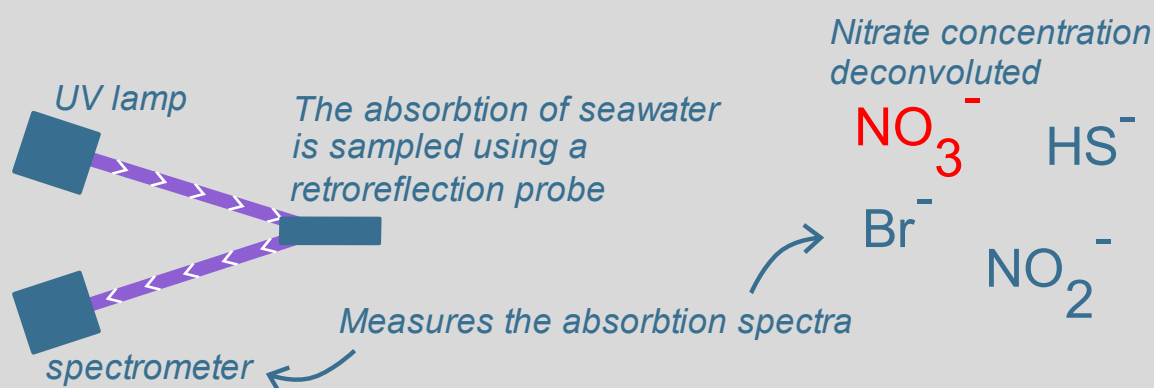 Nitrate concentration
deconvoluted
UV lamp
The absorbtion of seawater
is sampled using a
retroreflection probe
NO3-
HS-
Br-
NO2-
Measures the absorbtion spectra
spectrometer